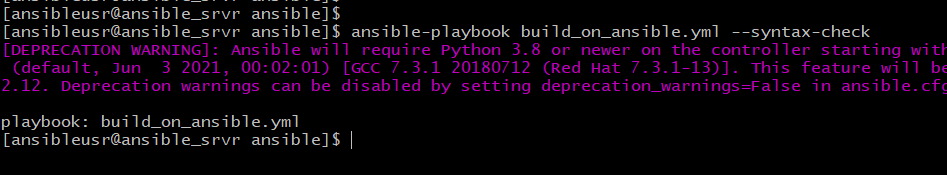 [ansibleusr@ansible_srvr ansible]$
[ansibleusr@ansible_srvr ansible]$
[ansibleusr@ansible_srvr ansible]$ ansible-playbook build_on_ansible.yml --syntax-check
[DEPRECATION WARNING]: Ansible will require Python 3.8 or newer on the controller starting with
(default, Jun  3 2021, 00:02:01) [GCC 7.3.1 20180712 (Red Hat 7.3.1-13)]. This feature will be
2.12. Deprecation warnings can be disabled by setting deprecation_warnings=False in ansible.cfg
playbook: build_on_ansible.yml
[ansibleusr@ansible_srvr ansible]$